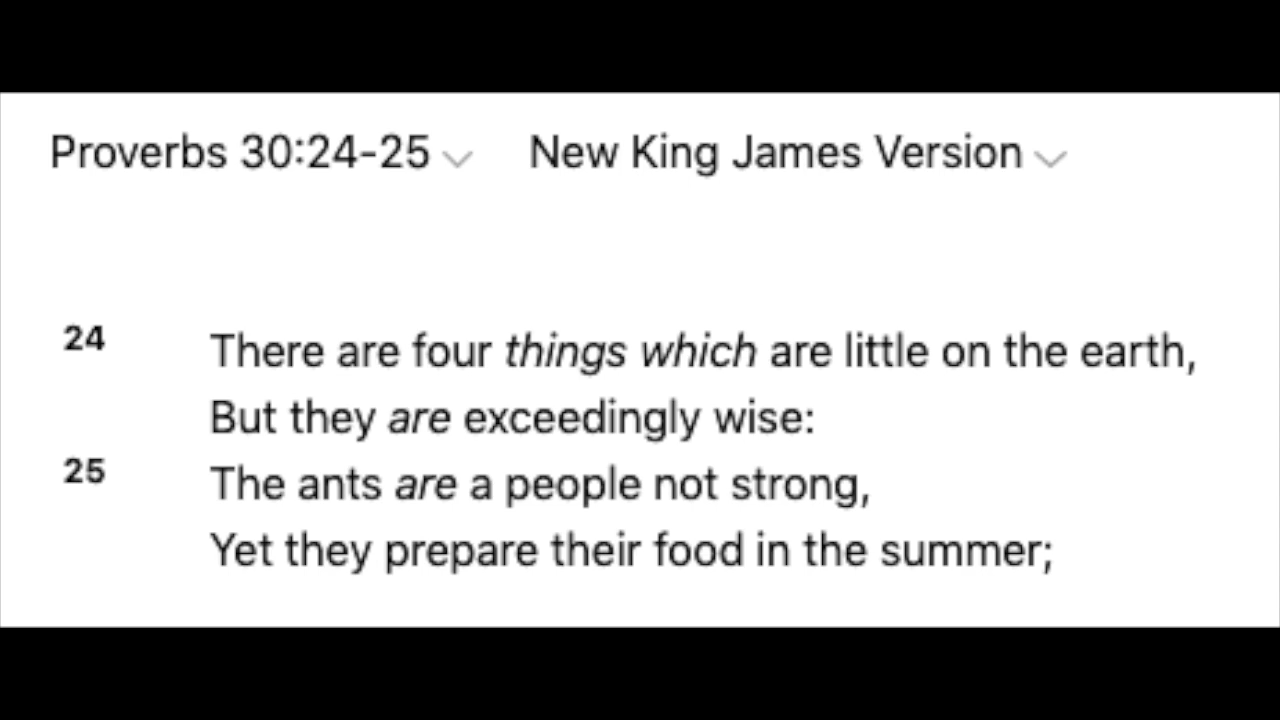 Proverbs 30:24-25 New King James Version
24 There are four things which are little on the earth,
But they are exceedingly wise:
25 The ants are a people not strong,
Yet they prepare their food in the summer;